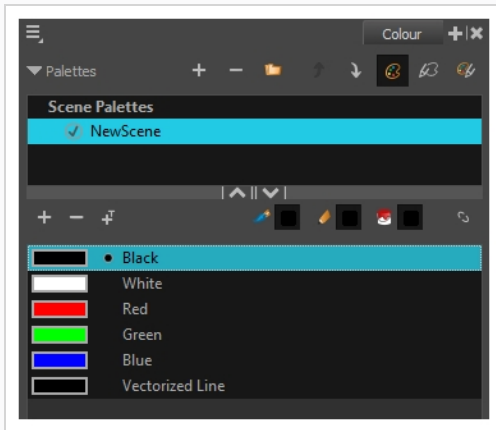 Colour
Palettes
Scene Palettes
NewScene
Black
White
Red
Green
Blue
Vectorized Line